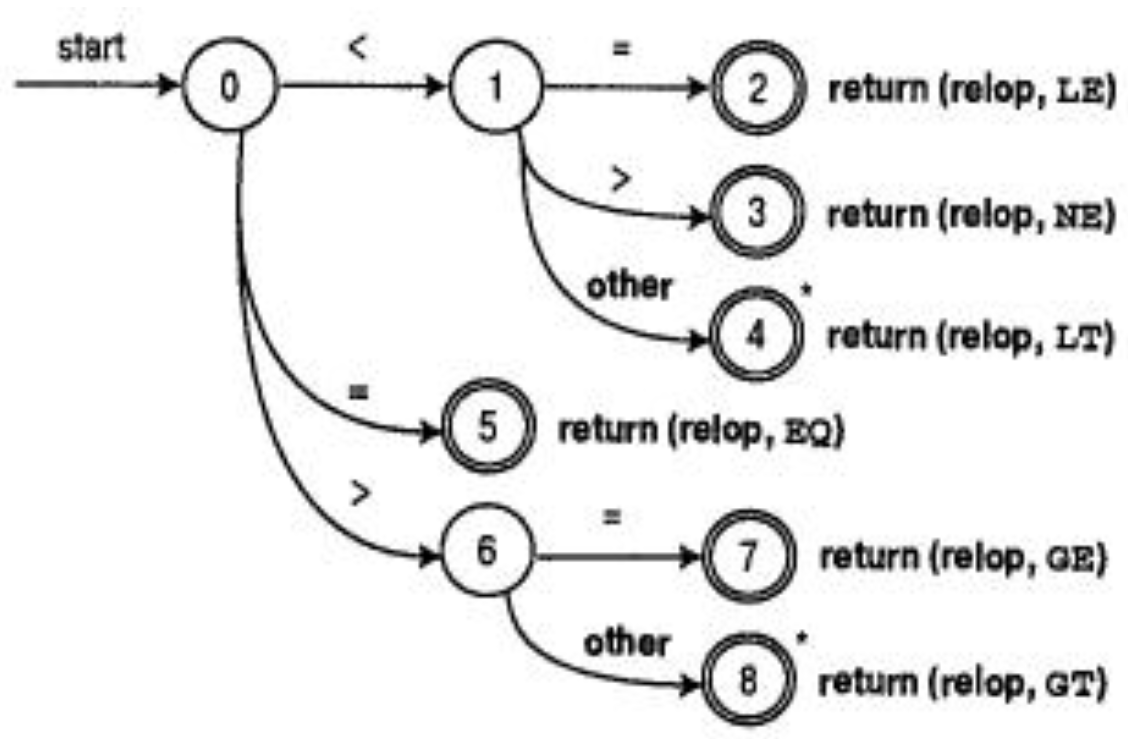 start < =
0 1 2 return (relop, LE)
>
3 return (relop, NE)
other *
4 return (relop, LT)
=
5 return (relop, EQ)
> =
6 7 return (relop, GE)
other *
8 return (relop, GT)